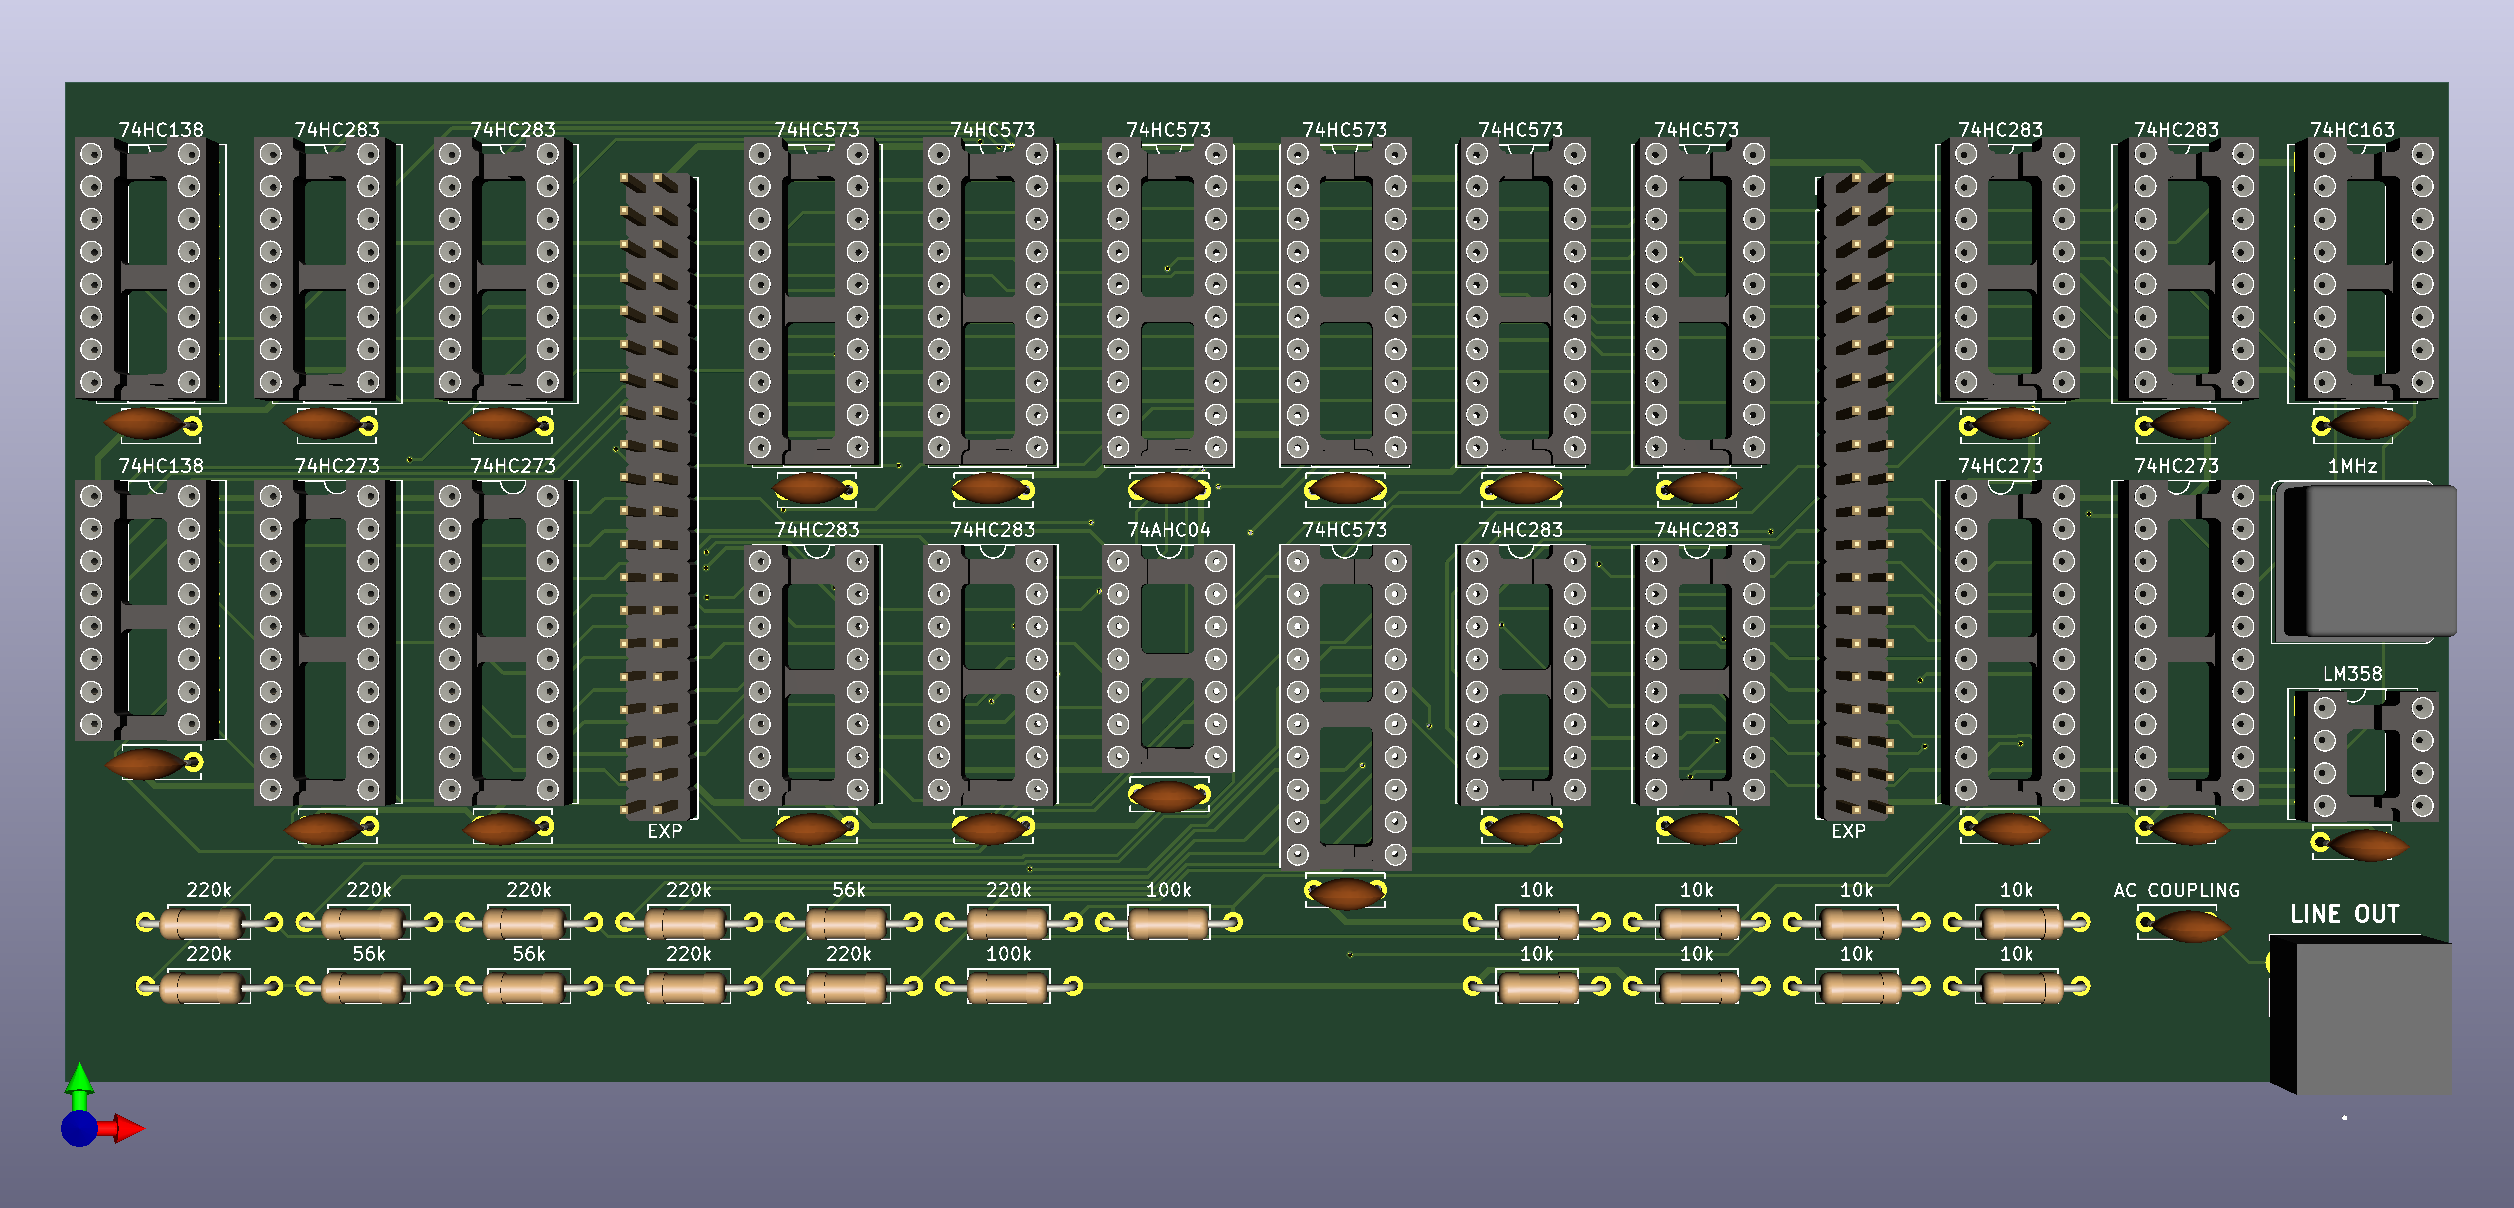 74HC138 74HC283 74HC283 74HC573 74HC573 74HC573 74HC573 74HC573 74HC573 74HC283 74HC283 74HC163
74HC138 74HC273 74HC273 74HC273 74HC273 1MHz
74HC283 74HC283 74AHC04 74HC573 74HC283 74HC283
LM358
EXP EXP
220k 220k 220k 220k 56k 220k 100k 10k 10k 10k 10k AC COUPLING
LINE OUT
220k 56k 56k 220k 220k 100k 10k 10k 10k 10k